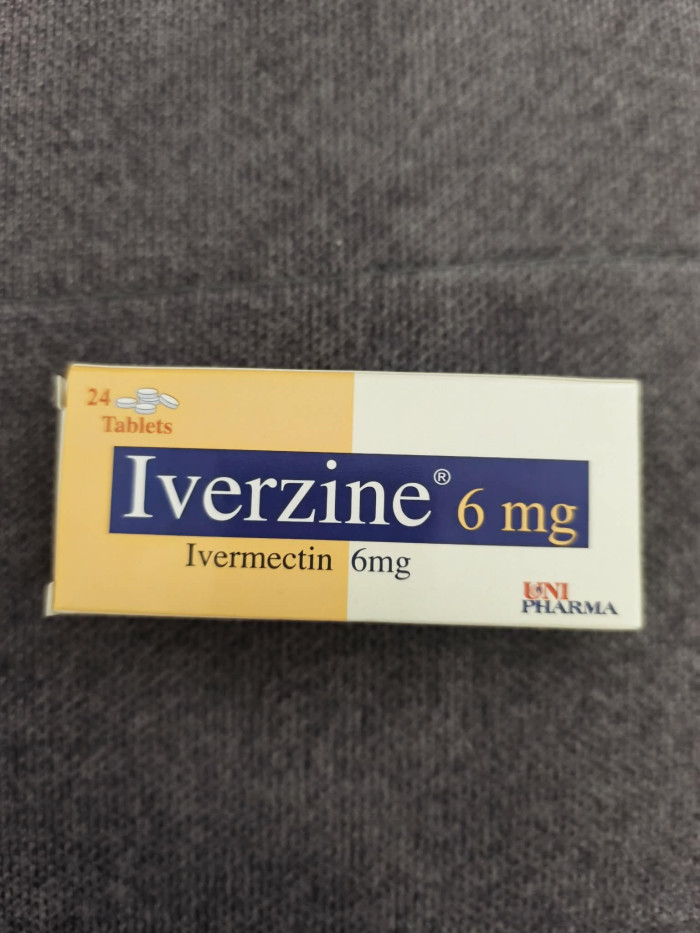 24
Tablets
Iverzine® 6 mg
Ivermectin 6mg
UNI
PHARMA